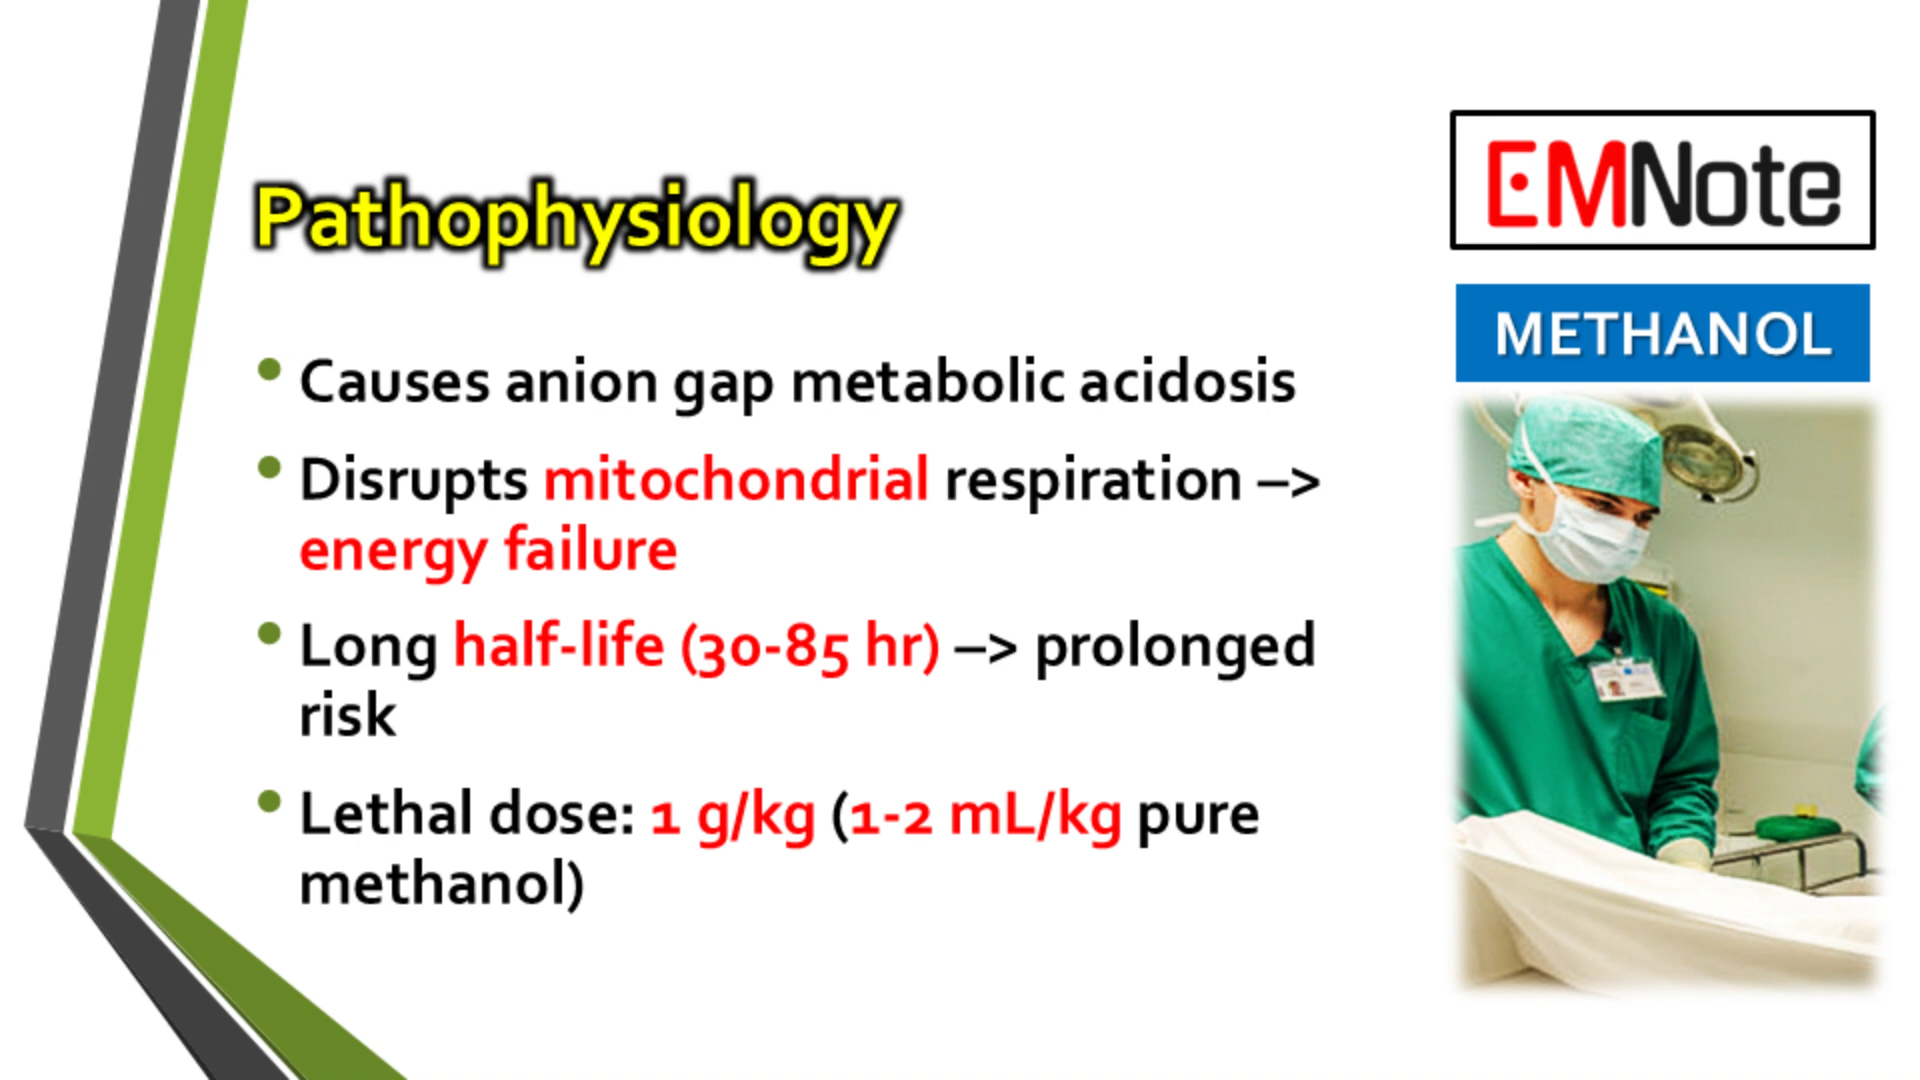 EMNote
METHANOL
Pathophysiology
• Causes anion gap metabolic acidosis
• Disrupts mitochondrial respiration –>
energy failure
• Long half-life (30-85 hr) –> prolonged
risk
• Lethal dose: 1 g/kg (1-2 mL/kg pure
methanol)